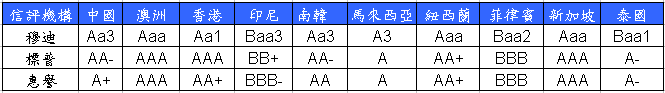 信評機構 中國 澳洲 香港 印尼 南韓 馬來西亞 紐西蘭 菲律賓 新加坡 泰國
穆迪 Aa3 Aaa Aa1 Baa3 Aa3 A3 Aaa Baa2 Aaa Baa1
標普 AA- AAA AAA BB+ AA- A AA+ BBB AAA A-
惠譽 A+ AAA AA+ BBB- AA A AA+ BBB AAA A-